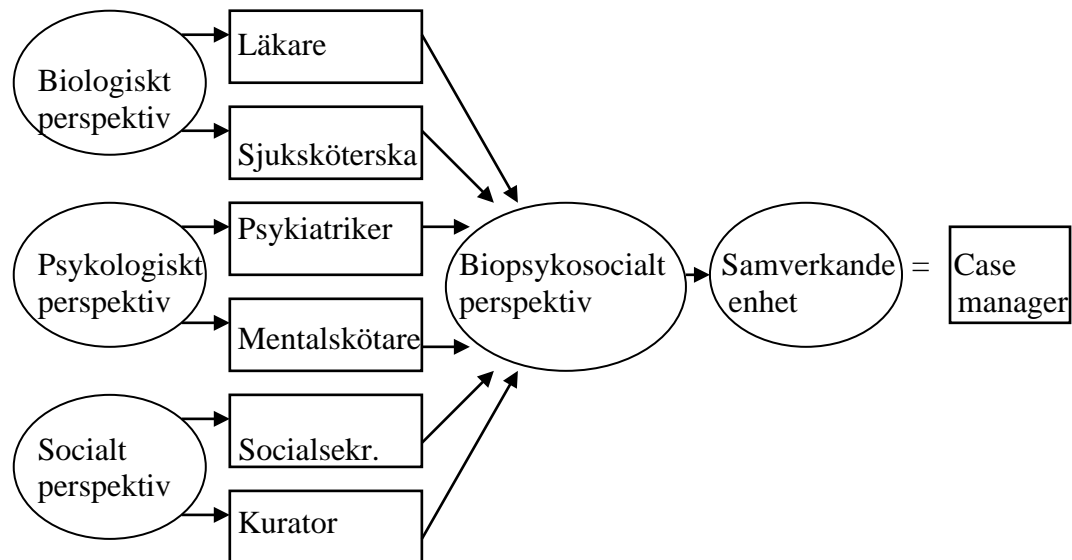 Läkare
Biologiskt
perspektiv
Sjuksköterska
Psykiatriker
Psykologiskt
perspektiv
Mentalskötare
Biopsykosocialt
perspektiv
Samverkande
enhet
=
Case
manager
Socialt
perspektiv
Socialsekr.
Kurator